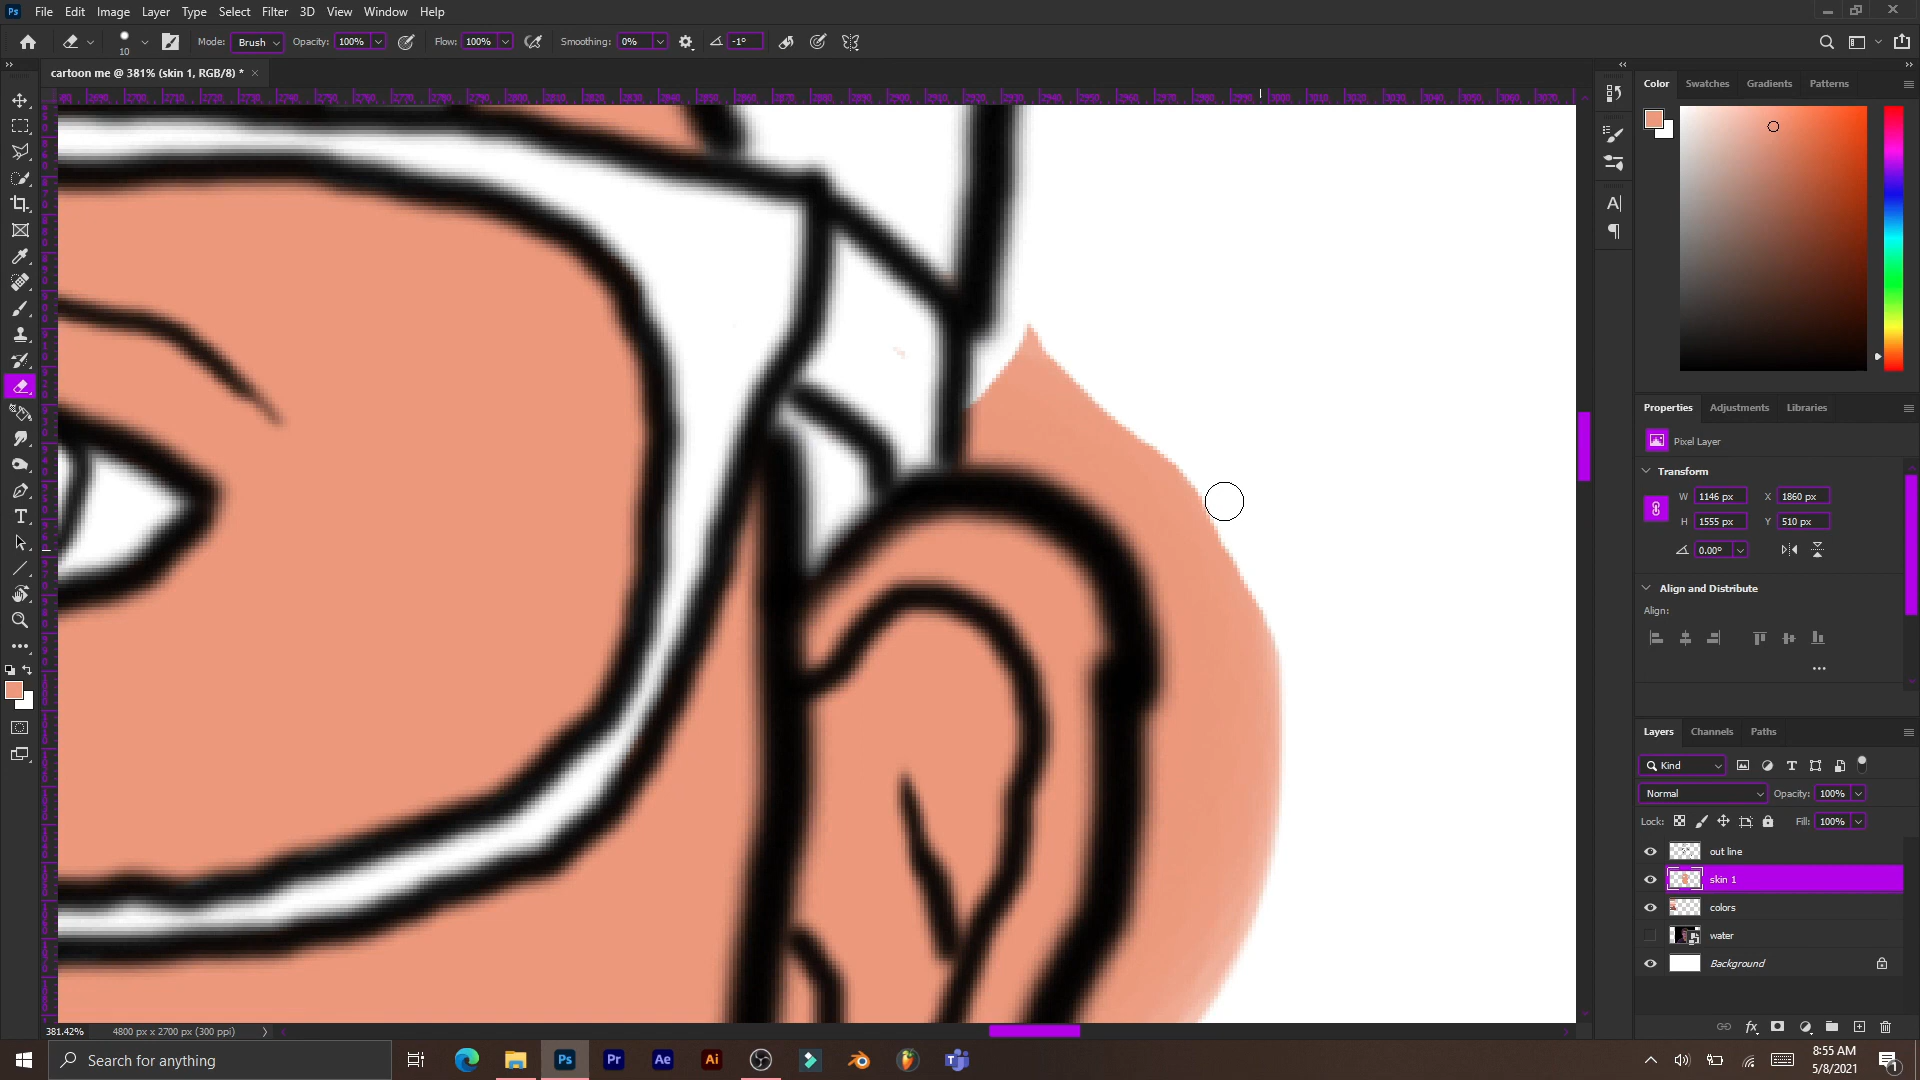 File Edit Image Layer Type Select Filter 3D View Window Help
10 Mode: Brush Opacity: 100% Flow: 100% Smoothing: 0% -1°
cartoon me @ 381% (skin 1, RGB/8) *
Color Swatches Gradients Patterns
Properties Adjustments Libraries
Pixel Layer
Transform
W 1146 px X 1860 px
H 1555 px Y 510 px
0.00°
Align and Distribute
Align:
Layers Channels Paths
Kind
Normal Opacity: 100%
Lock: Fill: 100%
out line
skin 1
colors
water
Background
381.42% 4800 px x 2700 px (300 ppi)
Search for anything
8:55 AM
5/8/2021